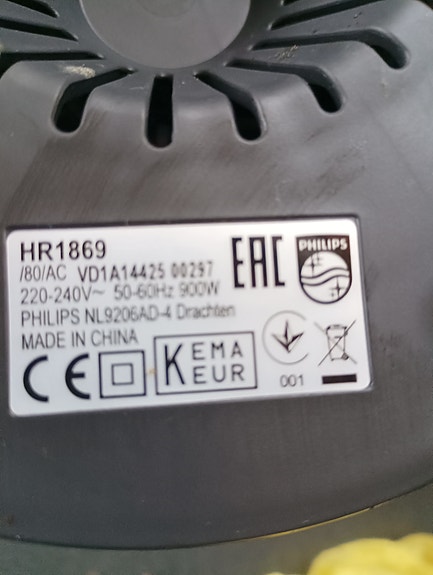 HR1869
/80/AC VD1A14425 00297
220-240V~ 50-60Hz 900W
PHILIPS NL9206AD-4 Drachten
MADE IN CHINA
EAC
PHILIPS
CE
KEMA
KEUR
001